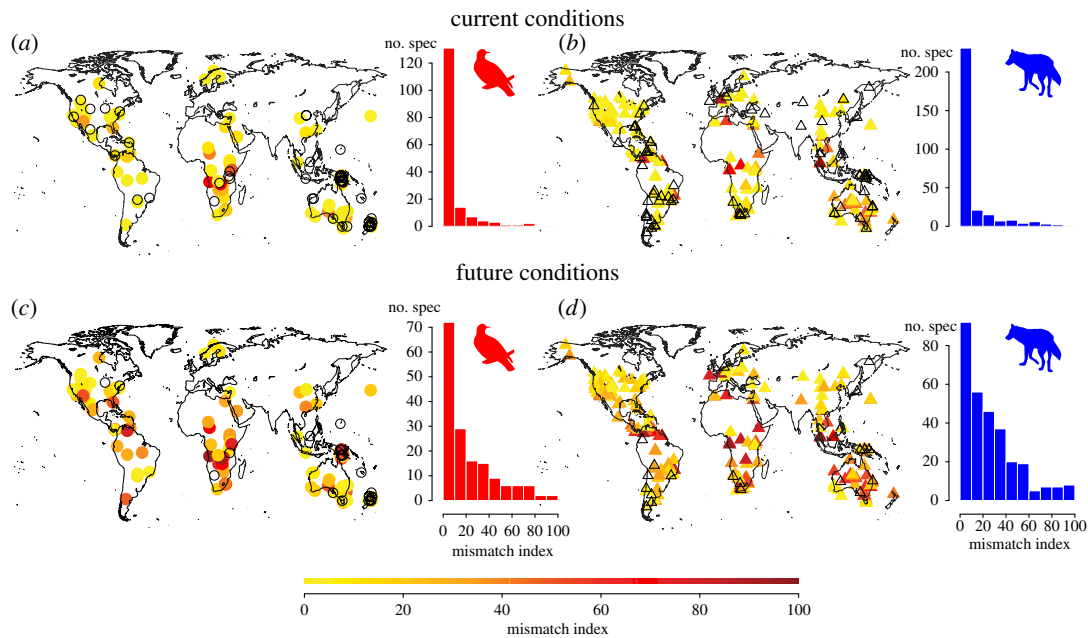 current conditions
(a)
no. spec
120
100
80
60
40
20
0
(b)
no. spec
200
150
100
50
0
future conditions
(c)
no. spec
70
60
50
40
30
20
10
0
0 20 40 60 80 100
mismatch index
(d)
no. spec
80
60
40
20
0
0 20 40 60 80 100
mismatch index
0 20 40 60 80 100
mismatch index